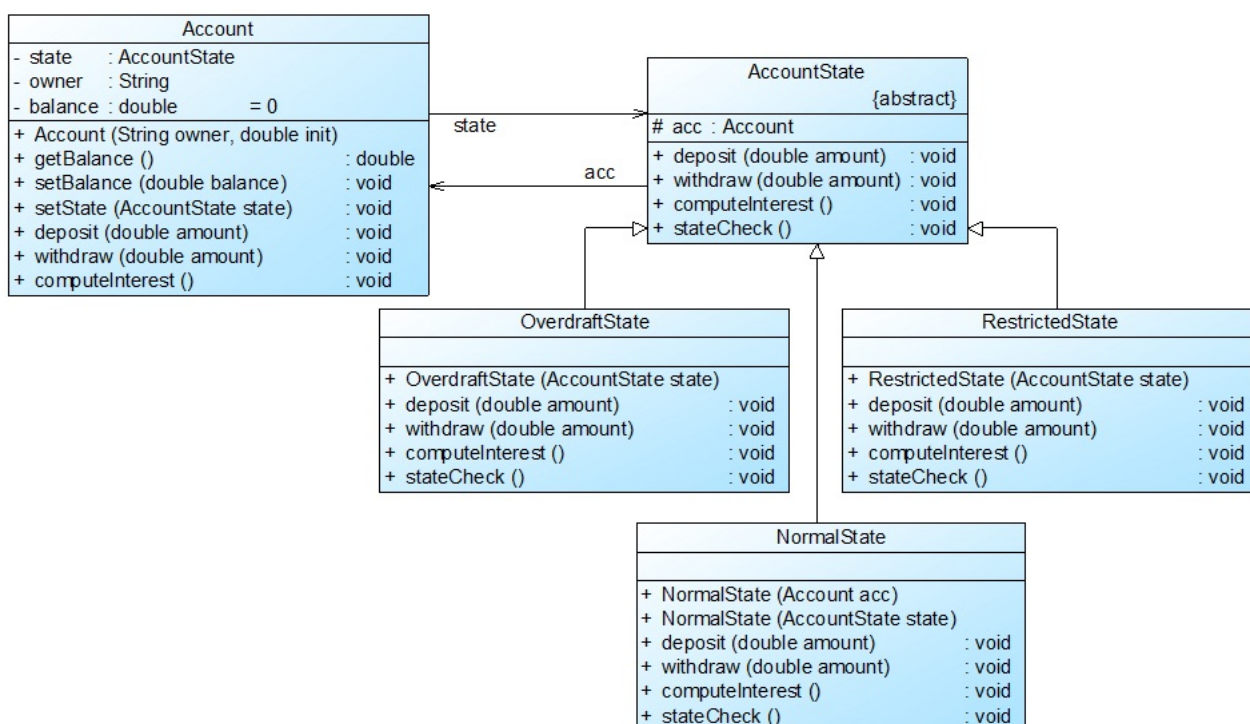 Account
- state : AccountState
- owner : String
- balance : double = 0
+ Account (String owner, double init)
+ getBalance () : double
+ setBalance (double balance) : void
+ setState (AccountState state) : void
+ deposit (double amount) : void
+ withdraw (double amount) : void
+ computeInterest () : void
state
acc
AccountState
{abstract}
# acc : Account
+ deposit (double amount) : void
+ withdraw (double amount) : void
+ computeInterest () : void
+ stateCheck () : void
OverdraftState
+ OverdraftState (AccountState state)
+ deposit (double amount) : void
+ withdraw (double amount) : void
+ computeInterest () : void
+ stateCheck () : void
RestrictedState
+ RestrictedState (AccountState state)
+ deposit (double amount) : void
+ withdraw (double amount) : void
+ computeInterest () : void
+ stateCheck () : void
NormalState
+ NormalState (Account acc)
+ NormalState (AccountState state)
+ deposit (double amount) : void
+ withdraw (double amount) : void
+ computeInterest () : void
+ stateCheck () : void